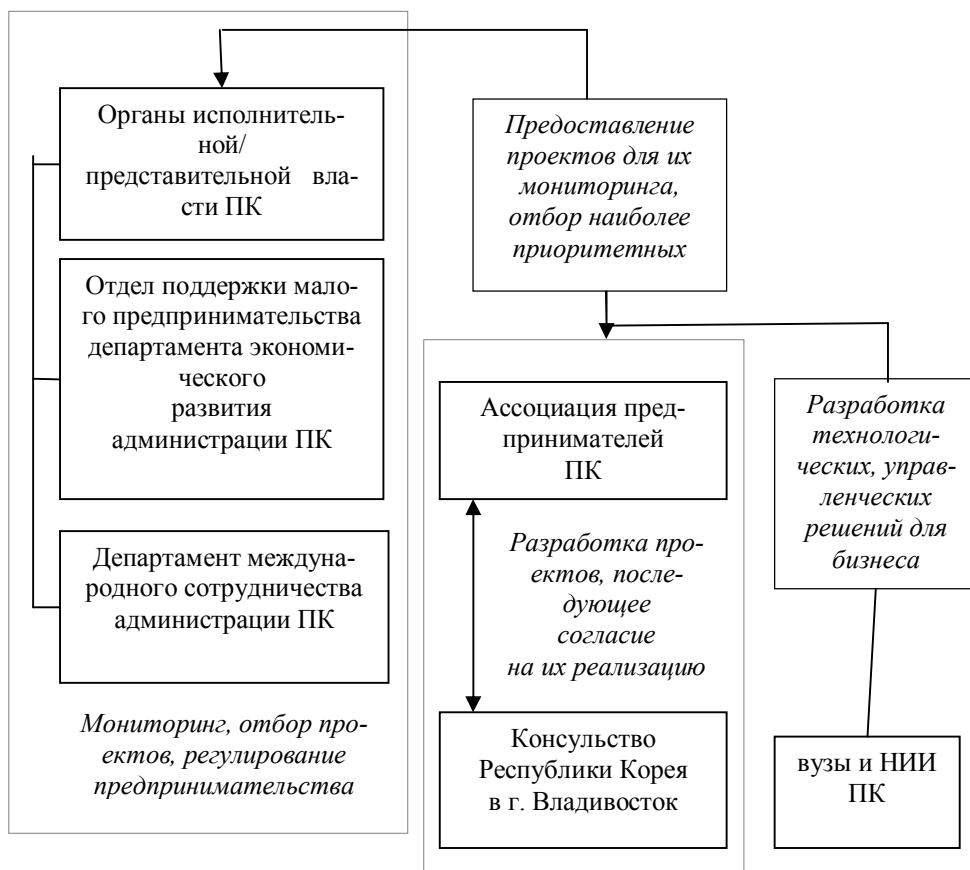 Органы исполнитель-
ной/
представительной вла-
сти ПК
Отдел поддержки мало-
го предпринимательства
департамента экономи-
ческого
развития
администрации ПК
Департамент междуна-
родного сотрудничества
администрации ПК
Мониторинг, отбор про-
ектов, регулирование
предпринимательства
Предоставление
проектов для их
мониторинга,
отбор наиболее
приоритетных
Ассоциация пред-
принимателей
ПК
Разработка про-
ектов, после-
дующее
согласие
на их реализацию
Консульство
Республики Корея
в г. Владивосток
Разработка
технологи-
ческих, управ-
ленческих
решений для
бизнеса
вузы и НИИ
ПК